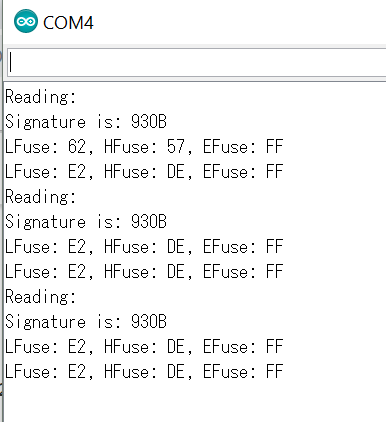 COM4
Reading:
Signature is: 930B
LFuse: 62, HFuse: 57, EFuse: FF
LFuse: E2, HFuse: DE, EFuse: FF
Reading:
Signature is: 930B
LFuse: E2, HFuse: DE, EFuse: FF
LFuse: E2, HFuse: DE, EFuse: FF
Reading:
Signature is: 930B
LFuse: E2, HFuse: DE, EFuse: FF
LFuse: E2, HFuse: DE, EFuse: FF